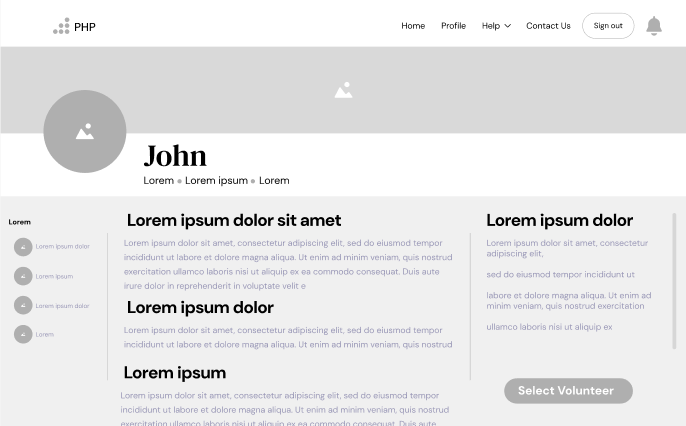 PHP
Home Profile Help Contact Us Sign out
John
Lorem Lorem ipsum Lorem
Lorem
Lorem ipsum dolor
Lorem ipsum
Lorem ipsum dolor
Lorem
Lorem ipsum dolor sit amet
Lorem ipsum dolor sit amet, consectetur adipiscing elit, sed do eiusmod tempor
incididunt ut labore et dolore magna aliqua. Ut enim ad minim veniam, quis nostrud
exercitation ullamco laboris nisi ut aliquip ex ea commodo consequat. Duis aute
irure dolor in reprehenderit in voluptate velit e
Lorem ipsum dolor
Lorem ipsum dolor sit amet, consectetur adipiscing elit, sed do eiusmod tempor
incididunt ut labore et dolore magna aliqua. Ut enim ad minim veniam, quis nostrud
Lorem ipsum
Lorem ipsum dolor sit amet, consectetur adipiscing elit, sed do eiusmod tempor
incididunt ut labore et dolore magna aliqua. Ut enim ad minim veniam, quis nostrud
exercitation ullamco laboris nisi ut aliquip ex ea commodo consequat. Duis aute
Lorem ipsum dolor
Lorem ipsum dolor sit amet, consectetur
adipiscing elit,
sed do eiusmod tempor incididunt ut
labore et dolore magna aliqua. Ut enim ad
minim veniam, quis nostrud exercitation
ullamco laboris nisi ut aliquip ex
Select Volunteer